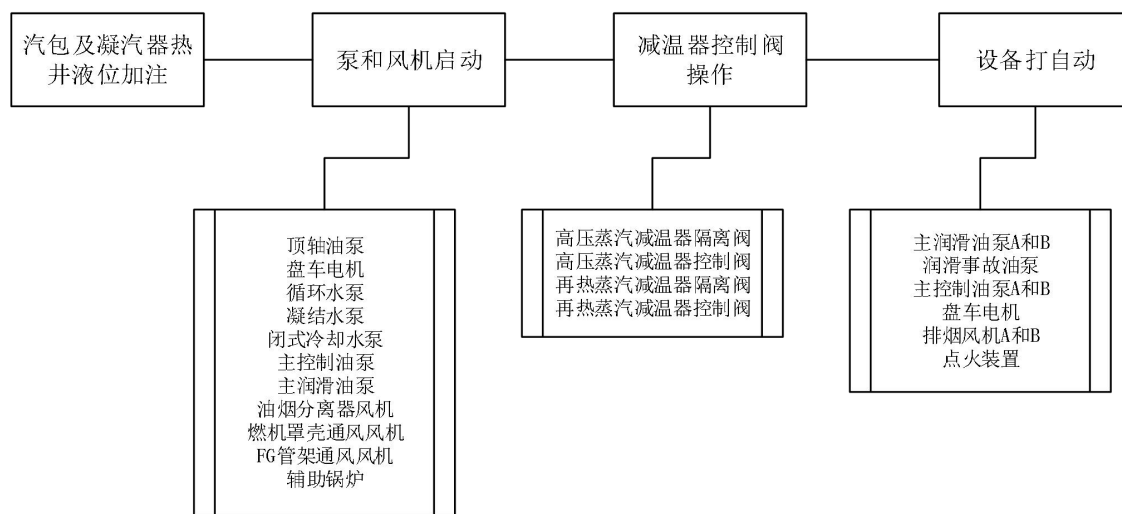 汽包及凝汽器热
井液位加注
泵和风机启动
减温器控制阀
操作
设备打自动
顶轴油泵
盘车电机
循环水泵
凝结水泵
闭式冷却水泵
主控制油泵
主润滑油泵
油烟分离器风机
燃机罩壳通风风机
FG管架通风风机
辅助锅炉
高压蒸汽减温器隔离阀
高压蒸汽减温器控制阀
再热蒸汽减温器隔离阀
再热蒸汽减温器控制阀
主润滑油泵A和B
润滑事故油泵
主控制油泵A和B
盘车电机
排烟风机A和B
点火装置